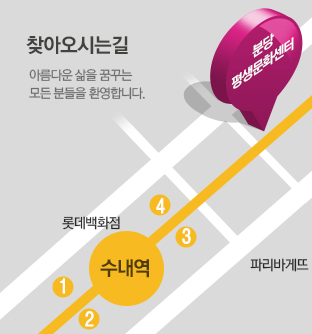 찾아오시는길
아름다운 삶을 꿈꾸는
모든 분들을 환영합니다.
분당
평생문화센터
4
3
롯데백화점
수내역
파리바게뜨
1
2